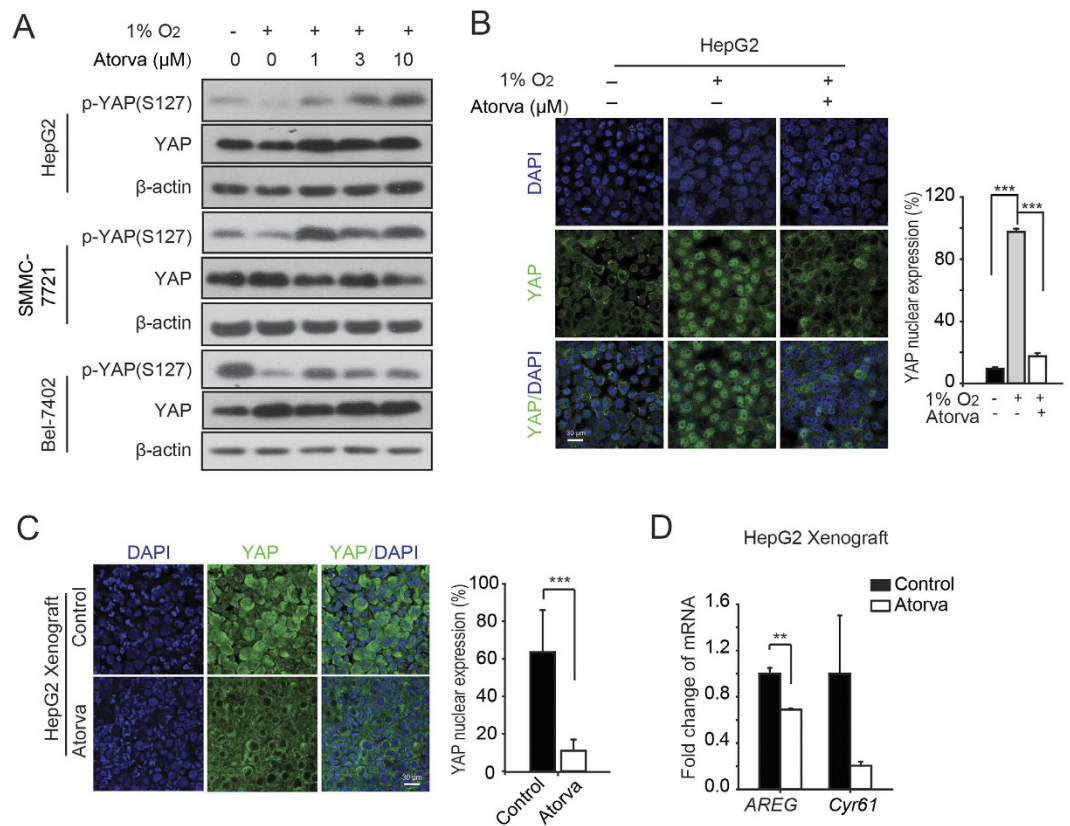 A
1% O2 - + + + +
Atorva (μM) 0 0 1 3 10
HepG2
p-YAP(S127)
YAP
β-actin
SMMC-
7721
p-YAP(S127)
YAP
β-actin
Bel-7402
p-YAP(S127)
YAP
β-actin
B
HepG2
1% O2 – + +
Atorva (μM) – – +
DAPI
YAP
YAP/DAPI
30 μm
YAP nuclear expression (%)
120
80
40
0
***
***
1% O2 - + +
Atorva - - +
C
DAPI YAP YAP/DAPI
HepG2 Xenograft
Control
Atorva
30 μm
YAP nuclear expression (%)
100
80
60
40
20
0
***
Control Atorva
D
HepG2 Xenograft
Control
Atorva
Fold change of mRNA
1.6
1.2
0.8
0.4
0.0
**
AREG Cyr61